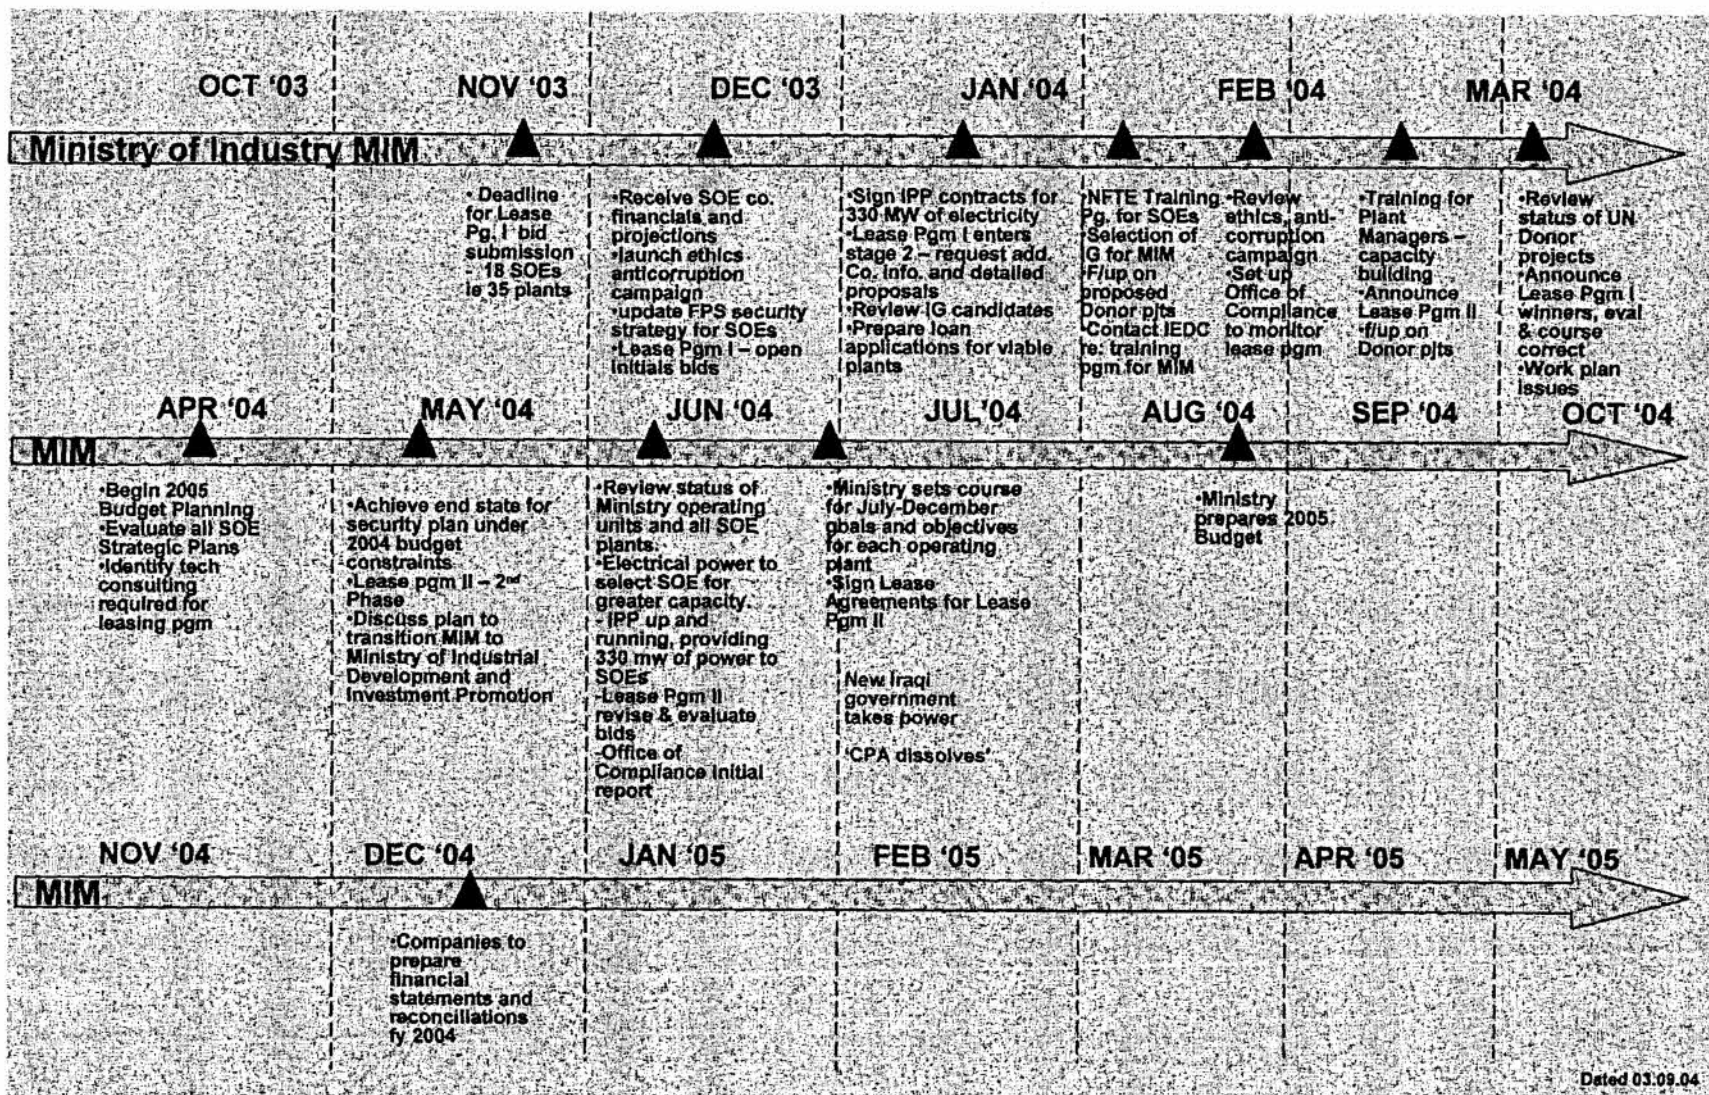 OCT ‘03
NOV ‘03
DEC ‘03
JAN ‘04
FEB ‘04
MAR ‘04
Ministry of Industry MIM
• Deadline
for Lease
Pg. I bid
submission
- 18 SOEs
ie 35 plants
•Receive SOE co.
financials and
projections
•launch ethics
anticorruption
campaign
•update FPS security
strategy for SOEs
•Lease Pgm I – open
initials bids
•Sign IPP contracts for
330 MW of electricity
•Lease Pgm I enters
stage 2 – request add.
Co. Info. and detailed
proposals
•Review IG candidates
•Prepare loan
applications for viable
plants
•NFTE Training
Pg. for SOEs
•Selection of
IG for MIM
•F/up on
proposed
Donor pjts
•Contact IEDC
re: training
pgm for MIM
•Review
ethics, anti-
corruption
campaign
•Set up
Office of
Compliance
to monitor
lease pgm
•Training for
Plant
Managers –
capacity
building
•Announce
Lease Pgm II
•f/up on
Donor pjts
•Review
status of UN
Donor
projects
•Announce
Lease Pgm I
winners, eval
& course
correct
•Work plan
issues
APR ‘04
MAY ‘04
JUN ‘04
JUL’04
AUG ‘04
SEP ‘04
OCT ‘04
MIM
•Begin 2005
Budget Planning
•Evaluate all SOE
Strategic Plans
•Identify tech
consulting
required for
leasing pgm
•Achieve end state for
security plan under
2004 budget
constraints
•Lease pgm II – 2nd
Phase
•Discuss plan to
transition MIM to
Ministry of Industrial
Development and
Investment Promotion
•Review status of
Ministry operating
units and all SOE
plants.
•Electrical power to
select SOE for
greater capacity.
- IPP up and
running, providing
330 mw of power to
SOEs
-Lease Pgm II
revise & evaluate
bids
-Office of
Compliance initial
report
•Ministry sets course
for July-December
goals and objectives
for each operating
plant
•Sign Lease
Agreements for Lease
Pgm II
New Iraqi
government
takes power
‘CPA dissolves’
•Ministry
prepares 2005
Budget
NOV ‘04
DEC ‘04
JAN ‘05
FEB ‘05
MAR ‘05
APR ‘05
MAY ‘05
MIM
•Companies to
prepare
financial
statements and
reconcillations
fy 2004
Dated 03.09.04